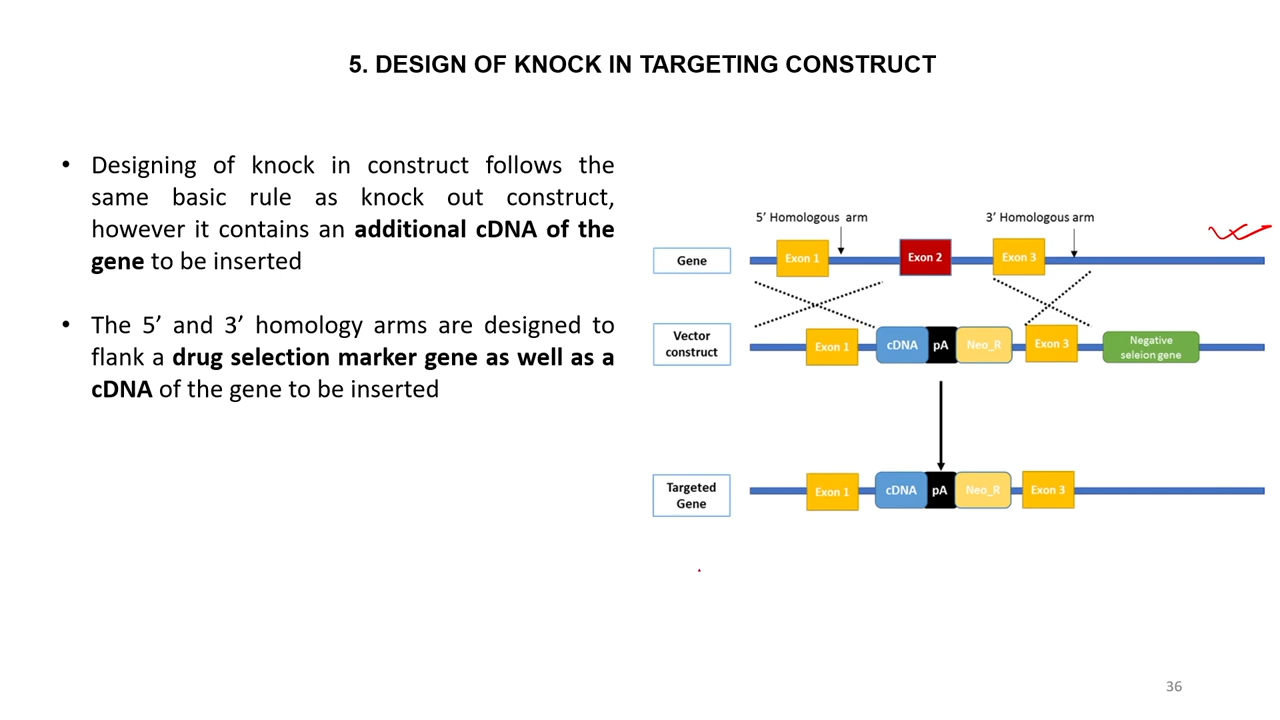 5. DESIGN OF KNOCK IN TARGETING CONSTRUCT
• Designing of knock in construct follows the
same basic rule as knock out construct,
however it contains an additional cDNA of the
gene to be inserted
• The 5’ and 3’ homology arms are designed to
flank a drug selection marker gene as well as a
cDNA of the gene to be inserted
5’ Homologous arm
3’ Homologous arm
Gene
Exon 1
Exon 2
Exon 3
Vector
construct
Exon 1
cDNA
pA
Neo_R
Exon 3
Negative
seleion gene
Targeted
Gene
Exon 1
cDNA
pA
Neo_R
Exon 3
36